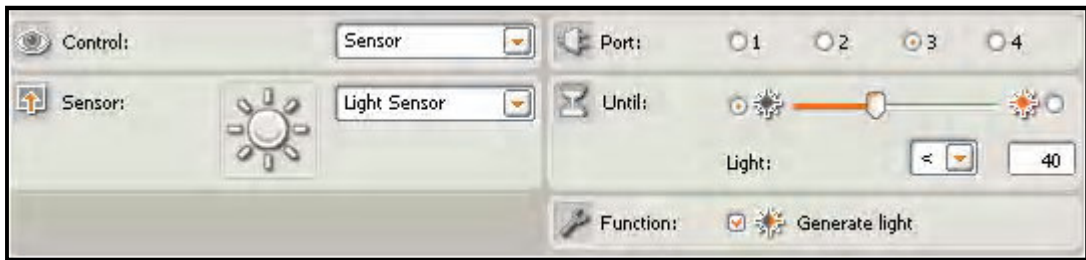 Control: Sensor
Port: 1 2 3 4
Sensor: Light Sensor
Until:
Light: < 40
Function: Generate light